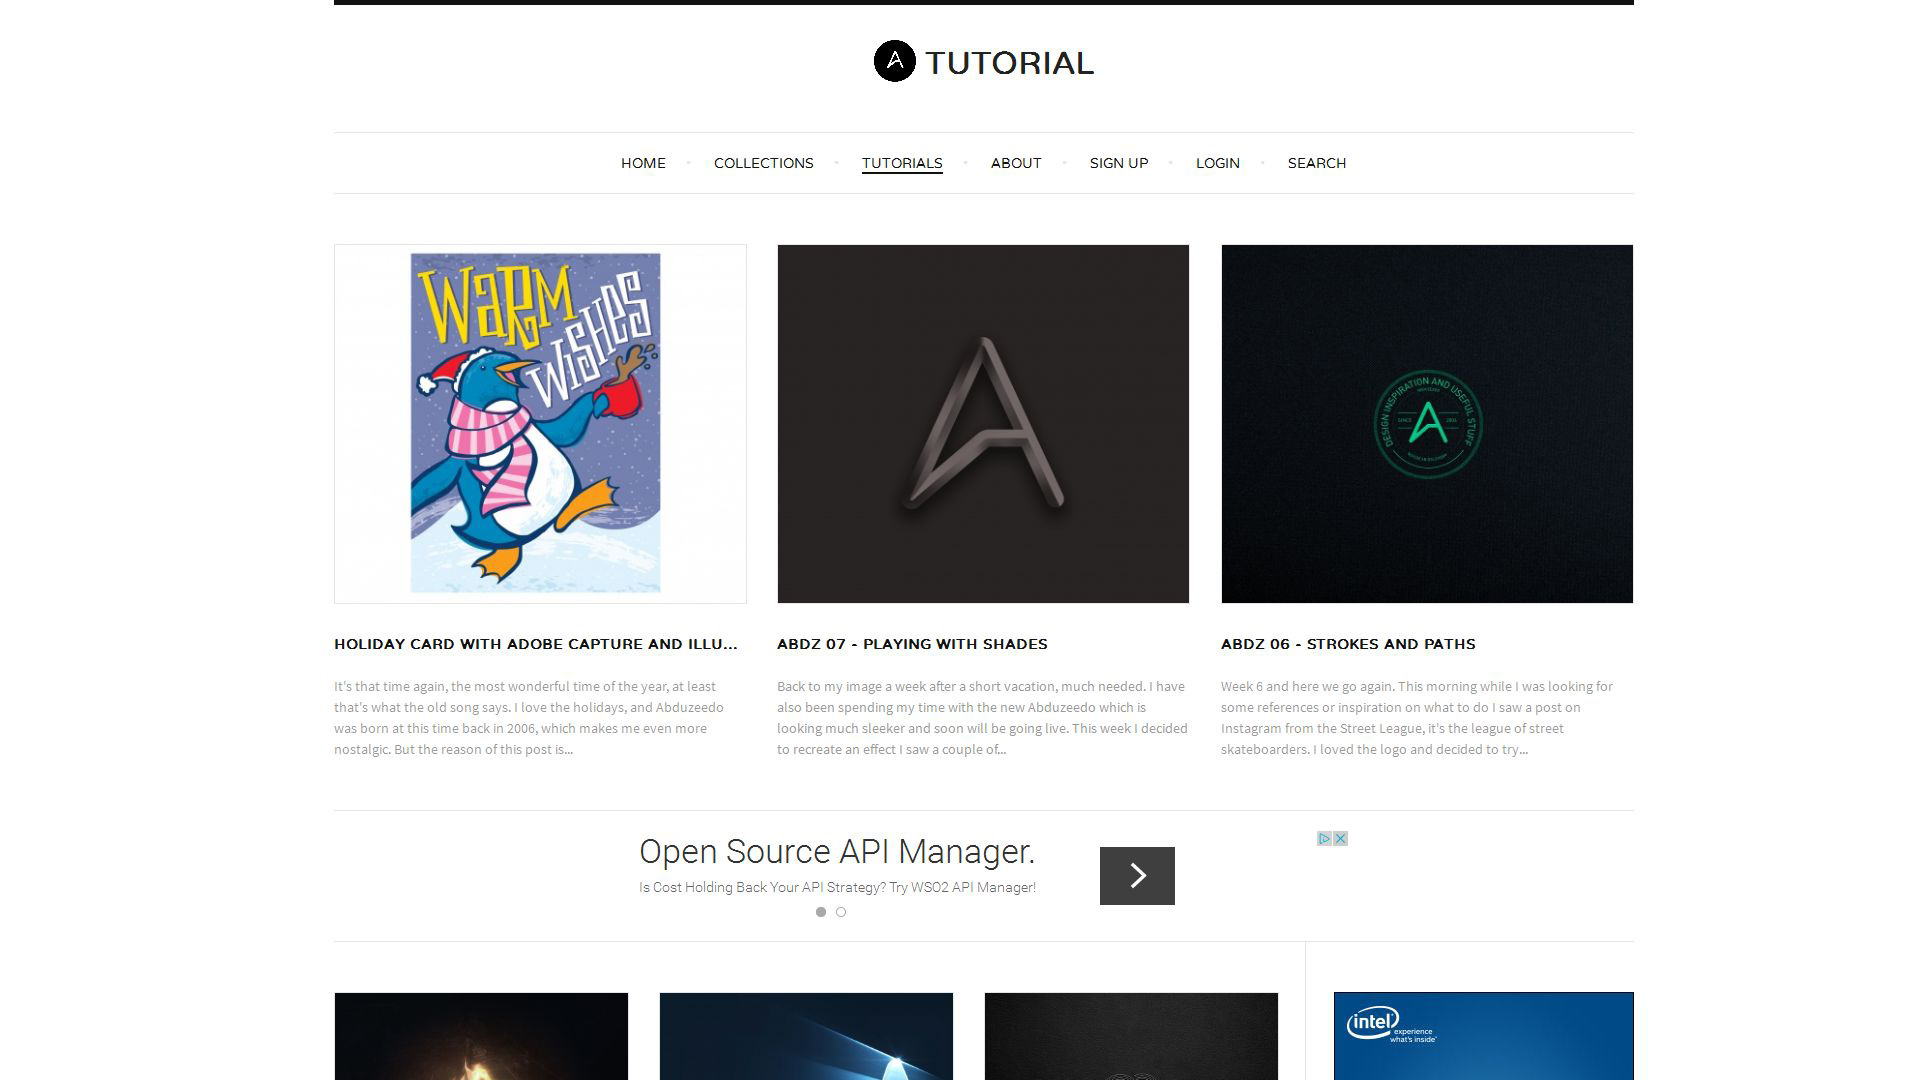 TUTORIAL
HOME
COLLECTIONS
TUTORIALS
ABOUT
SIGN UP
LOGIN
SEARCH
WaRM
WisHes
DESIGN INSPIRATION AND USEFUL STUFF
SINCE
HOLIDAY CARD WITH ADOBE CAPTURE AND ILLU...
It's that time again, the most wonderful time of the year, at least
that's what the old song says. I love the holidays, and Abduzeedo
was born at this time back in 2006, which makes me even more
nostalgic. But the reason of this post is...
ABDZ 07 - PLAYING WITH SHADES
Back to my image a week after a short vacation, much needed. I have
also been spending my time with the new Abduzeedo which is
looking much sleeker and soon will be going live. This week I decided
to recreate an effect I saw a couple of...
ABDZ 06 - STROKES AND PATHS
Week 6 and here we go again. This morning while I was looking for
some references or inspiration on what to do I saw a post on
Instagram from the Street League, it's the league of street
skateboarders. I loved the logo and decided to try...
Open Source API Manager.
Is Cost Holding Back Your API Strategy? Try WSO2 API Manager!
intel
experience
what's inside